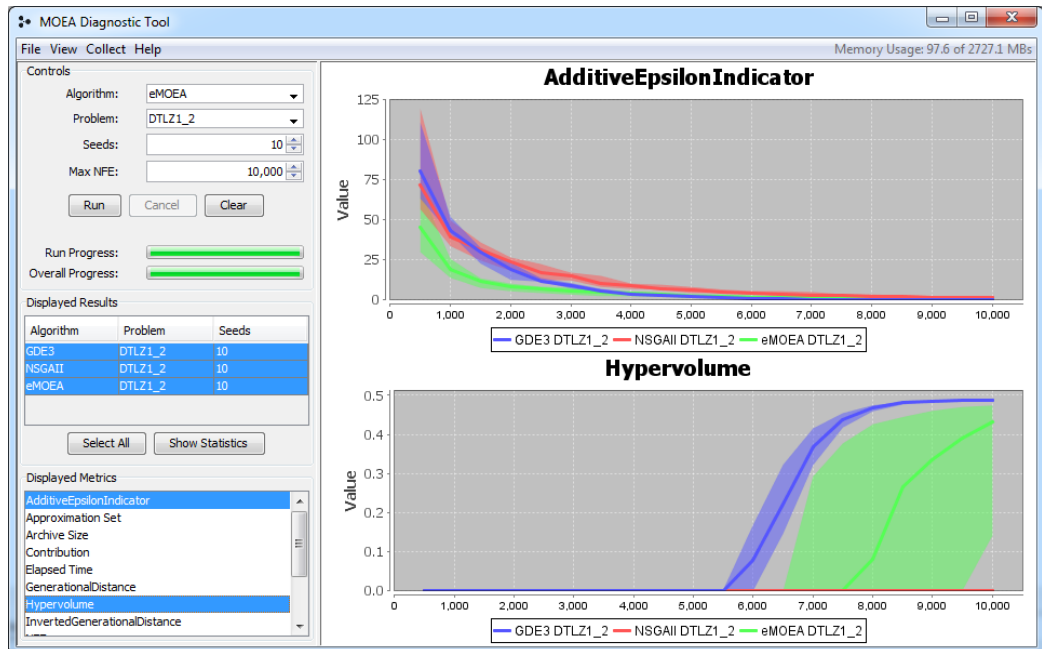 MOEA Diagnostic Tool
File View Collect Help
Memory Usage: 97.6 of 2727.1 MBs
Controls
Algorithm: eMOEA
Problem: DTLZ1_2
Seeds: 10
Max NFE: 10,000
Run Cancel Clear
Run Progress:
Overall Progress:
Displayed Results
Algorithm Problem Seeds
GDE3 DTLZ1_2 10
NSGAII DTLZ1_2 10
eMOEA DTLZ1_2 10
Select All Show Statistics
Displayed Metrics
AdditiveEpsilonIndicator
Approximation Set
Archive Size
Contribution
Elapsed Time
GenerationalDistance
Hypervolume
InvertedGenerationalDistance
AdditiveEpsilonIndicator
Value
125
100
75
50
25
0
0 1,000 2,000 3,000 4,000 5,000 6,000 7,000 8,000 9,000 10,000
GDE3 DTLZ1_2 NSGAII DTLZ1_2 eMOEA DTLZ1_2
Hypervolume
Value
0.5
0.4
0.3
0.2
0.1
0.0
0 1,000 2,000 3,000 4,000 5,000 6,000 7,000 8,000 9,000 10,000
GDE3 DTLZ1_2 NSGAII DTLZ1_2 eMOEA DTLZ1_2